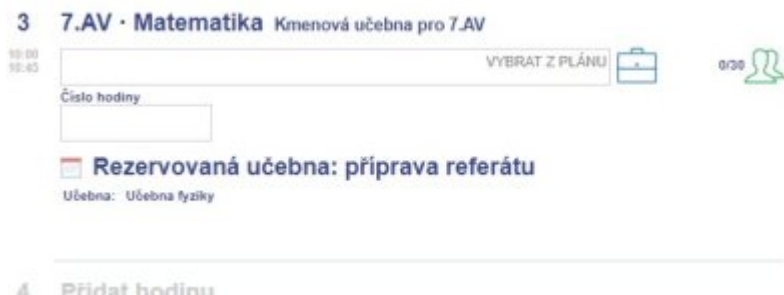 3 7.AV · Matematika Kmenová učebna pro 7.AV
10:00
10:45
VYBRAT Z PLÁNU
0/30
Číslo hodiny
Rezervovaná učebna: příprava referátu
Učebna: Učebna fyziky
4 Přidat hodinu